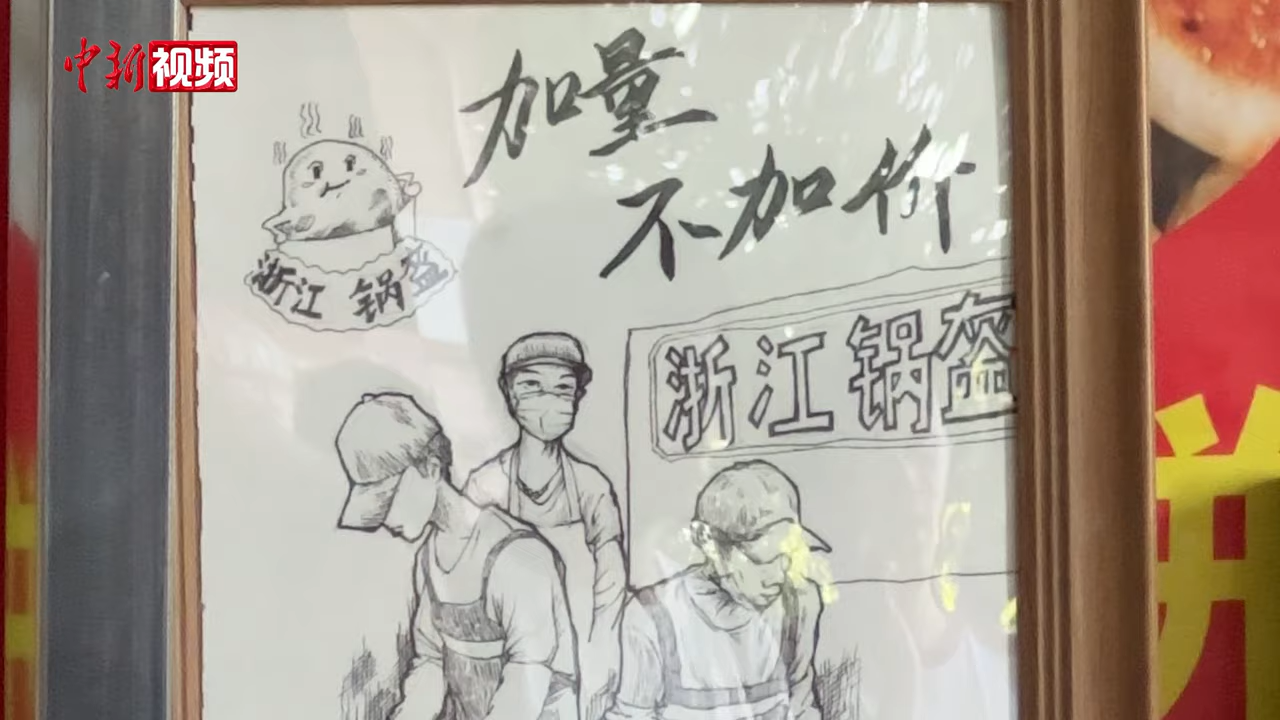 中新视频
加量
不加价
浙江 锅盔
浙江锅盔